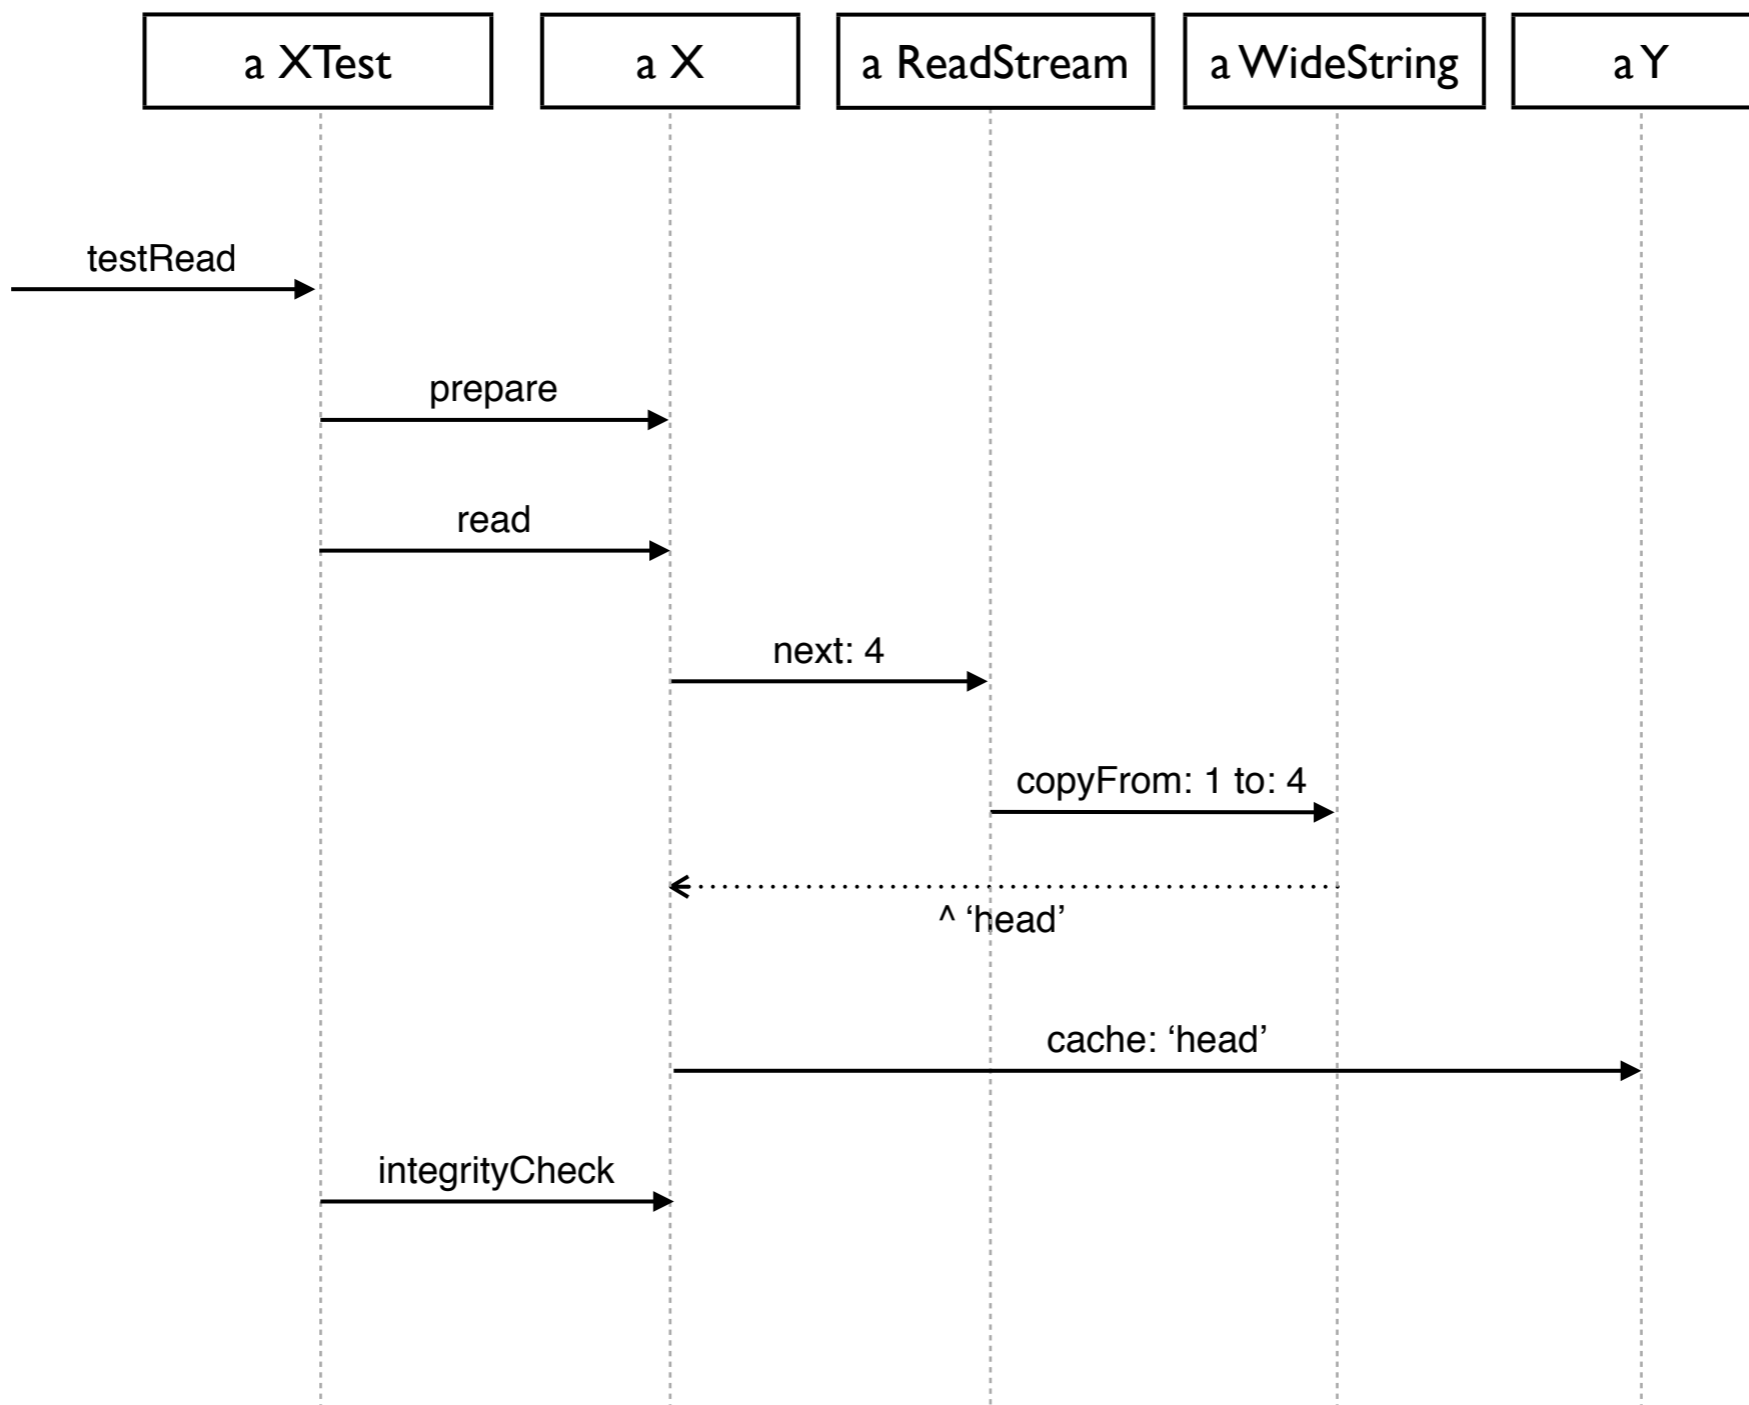 a XTest
a X
a ReadStream
a WideString
a Y
testRead
prepare
read
next: 4
copyFrom: 1 to: 4
^ ‘head’
cache: ‘head’
integrityCheck